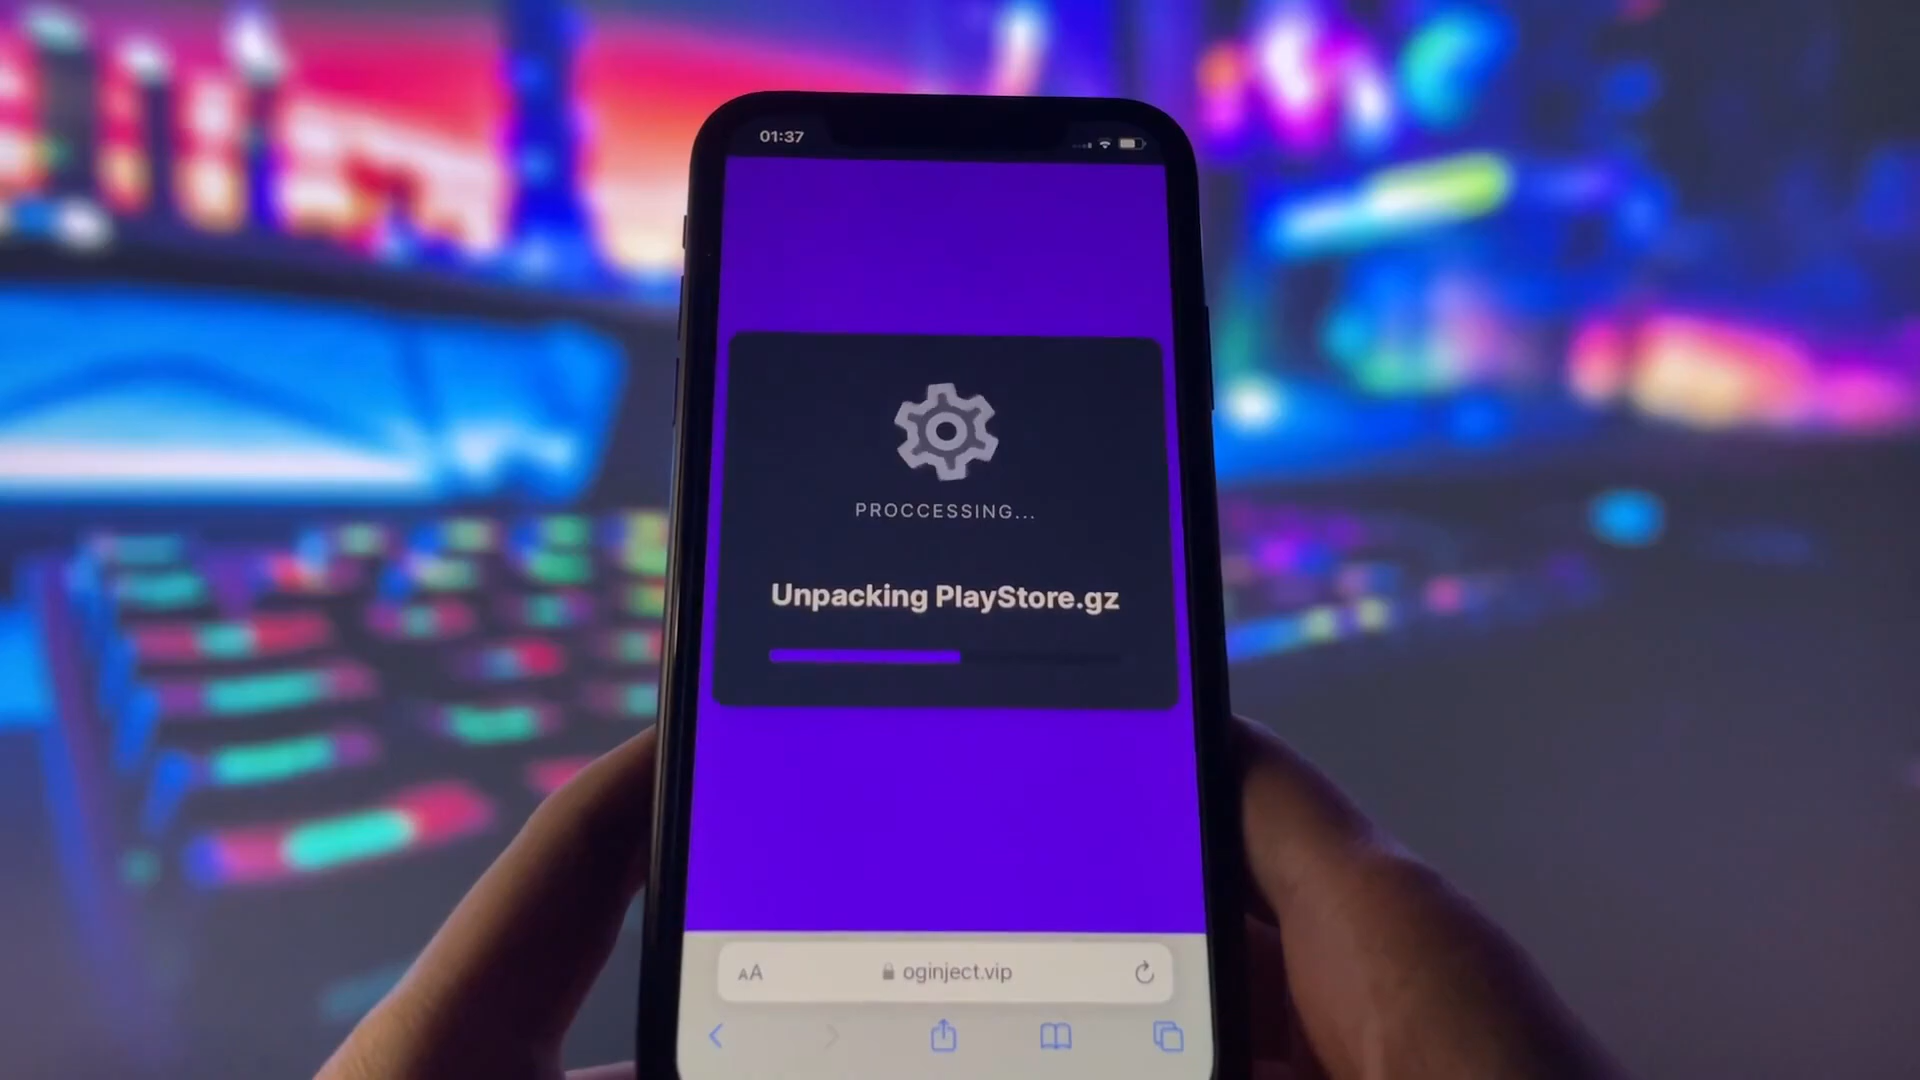 01:37
PROCCESSING...
Unpacking PlayStore.gz
AA
oginject.vip